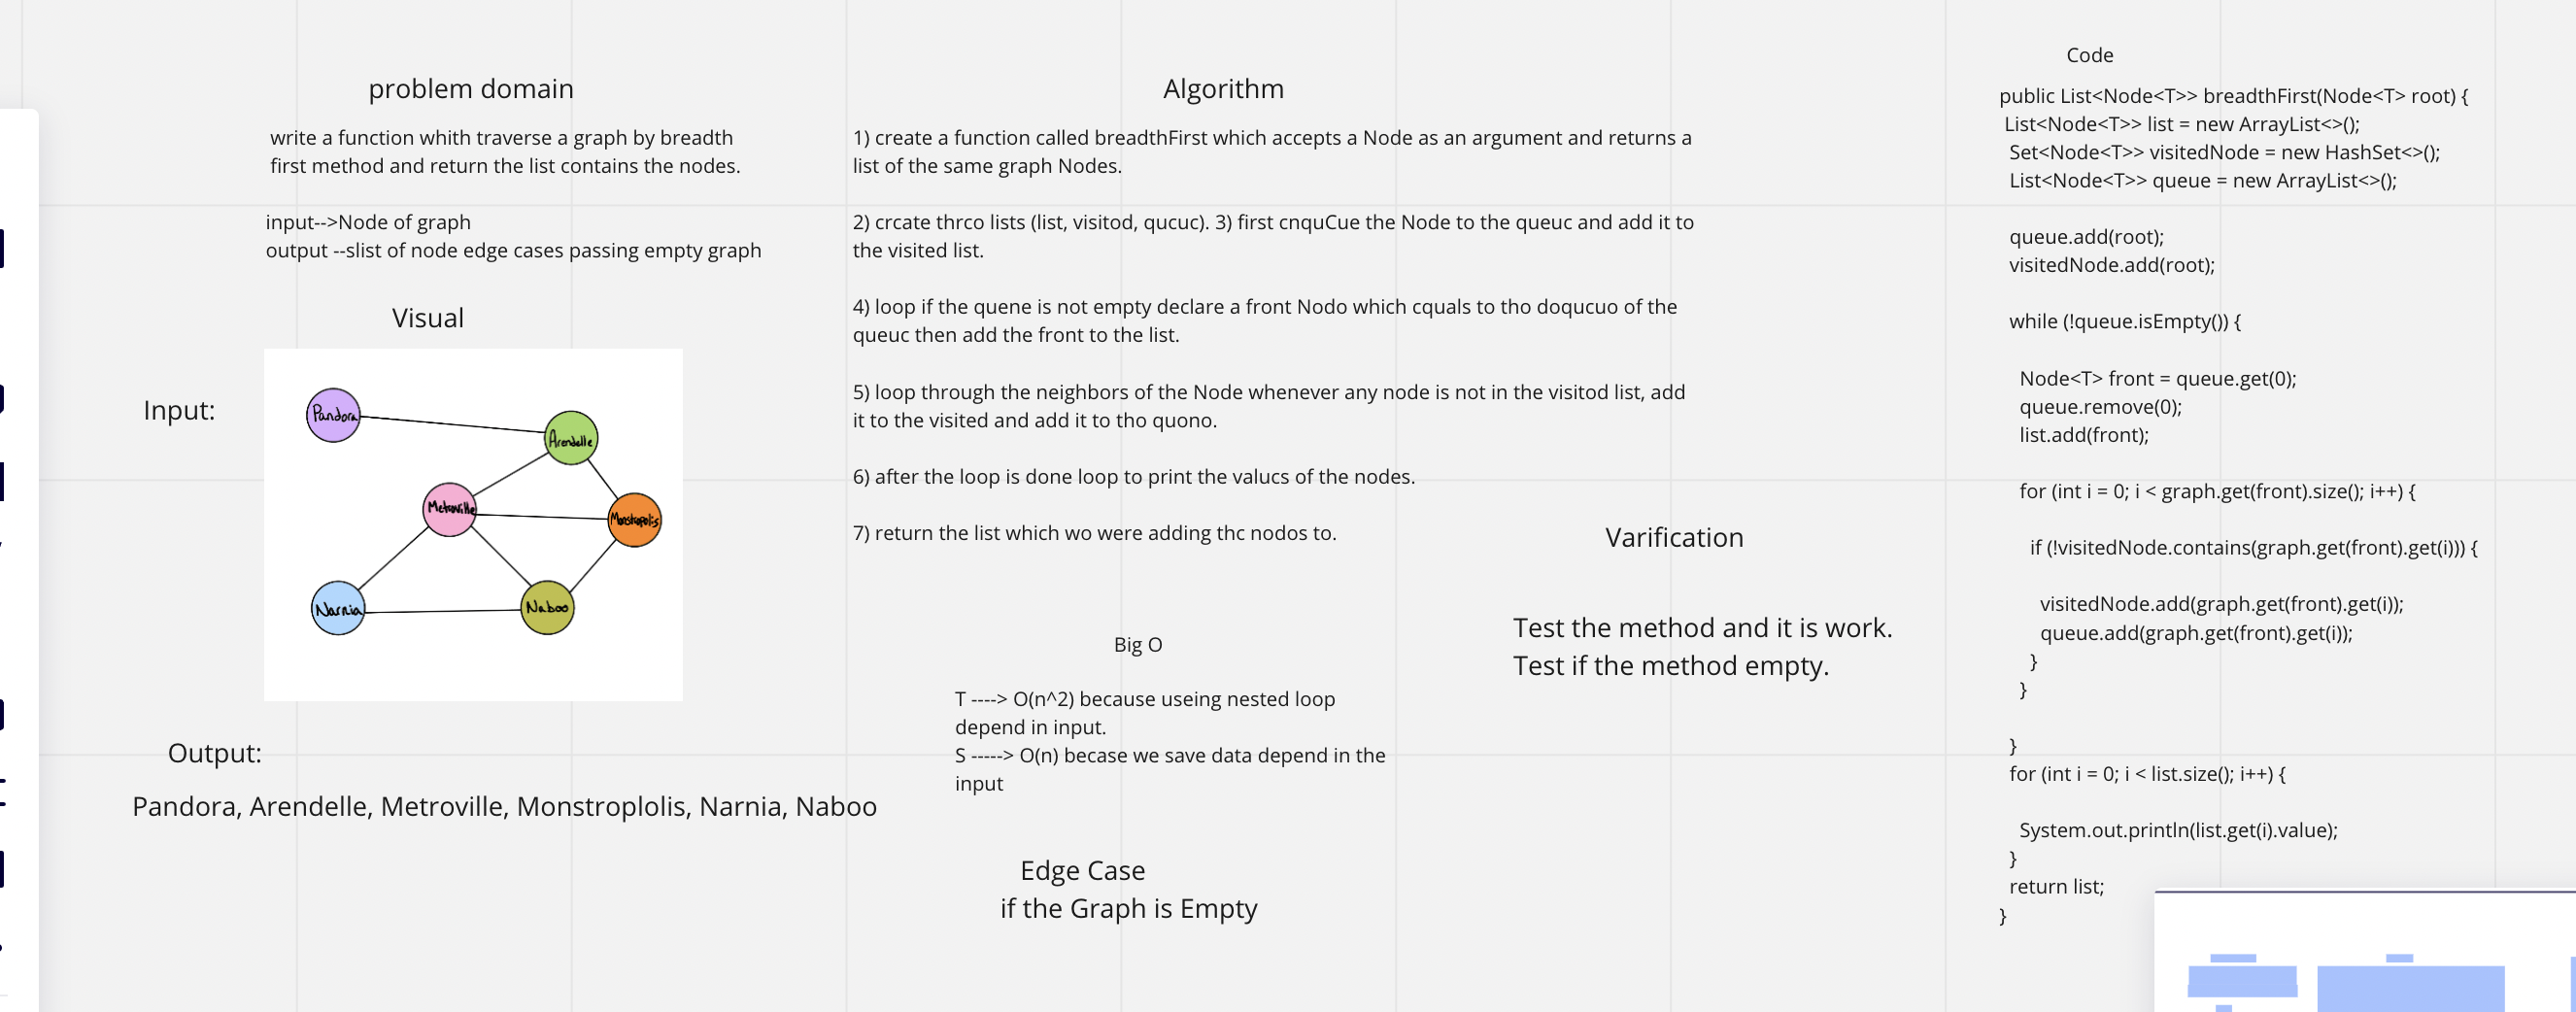 problem domain
write a function whith traverse a graph by breadth
first method and return the list contains the nodes.
input-->Node of graph
output --slist of node edge cases passing empty graph
Visual
Input:
Pandora
Arendelle
Metroville
Monstropolis
Narnia
Naboo
Output:
Pandora, Arendelle, Metroville, Monstroplolis, Narnia, Naboo
Algorithm
1) create a function called breadthFirst which accepts a Node as an argument and returns a
list of the same graph Nodes.
2) crcate thrco lists (list, visitod, qucuc). 3) first cnquCue the Node to the queuc and add it to
the visited list.
4) loop if the quene is not empty declare a front Nodo which cquals to tho doqucuo of the
queuc then add the front to the list.
5) loop through the neighbors of the Node whenever any node is not in the visitod list, add
it to the visited and add it to tho quono.
6) after the loop is done loop to print the valucs of the nodes.
7) return the list which wo were adding thc nodos to.
Big O
T ----> O(n^2) because useing nested loop
depend in input.
S -----> O(n) becase we save data depend in the
input
Edge Case
if the Graph is Empty
Varification
Test the method and it is work.
Test if the method empty.
Code
public List<Node<T>> breadthFirst(Node<T> root) {
List<Node<T>> list = new ArrayList<>();
Set<Node<T>> visitedNode = new HashSet<>();
List<Node<T>> queue = new ArrayList<>();
queue.add(root);
visitedNode.add(root);
while (!queue.isEmpty()) {
Node<T> front = queue.get(0);
queue.remove(0);
list.add(front);
for (int i = 0; i < graph.get(front).size(); i++) {
if (!visitedNode.contains(graph.get(front).get(i))) {
visitedNode.add(graph.get(front).get(i));
queue.add(graph.get(front).get(i));
}
}
}
for (int i = 0; i < list.size(); i++) {
System.out.println(list.get(i).value);
}
return list;
}